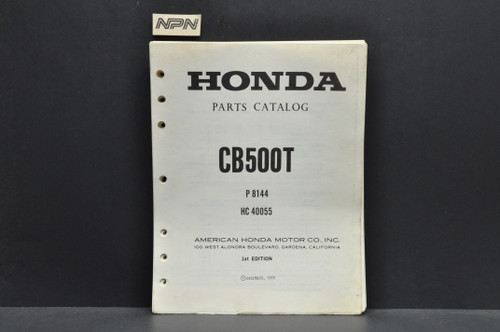 NPN
HONDA
PARTS CATALOG
CB500T
P 8144
HC 40055
AMERICAN HONDA MOTOR CO., INC.
100 WEST ALONDRA BOULEVARD, GARDENA, CALIFORNIA
1st EDITION